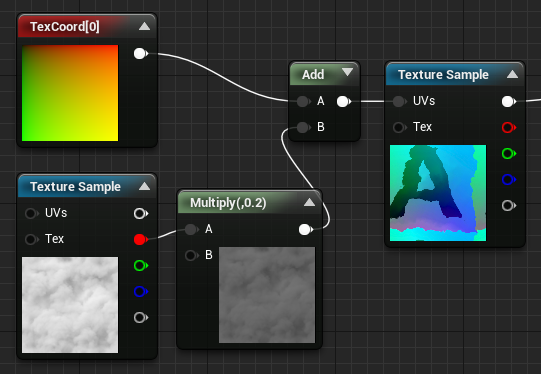 TexCoord[0]
Add
A
B
Texture Sample
UVs
Tex
A
Texture Sample
UVs
Tex
Multiply(,0.2)
A
B